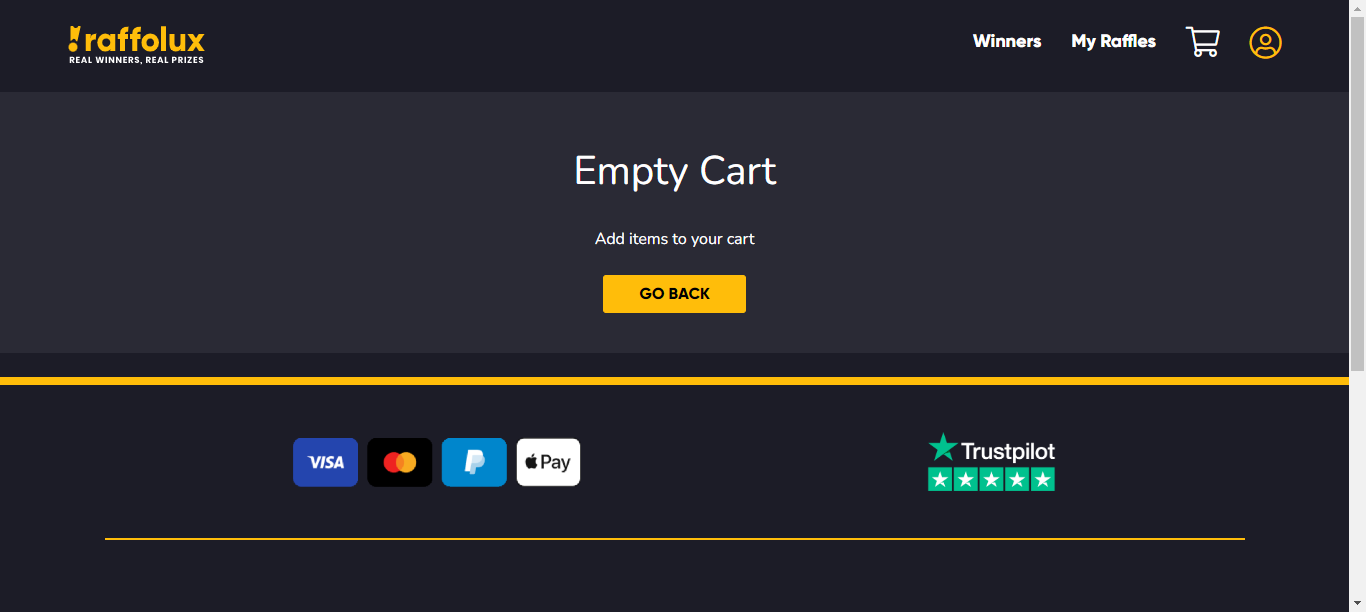 raffolux
REAL WINNERS, REAL PRIZES
Winners
My Raffles
Empty Cart
Add items to your cart
GO BACK
VISA
Pay
Trustpilot